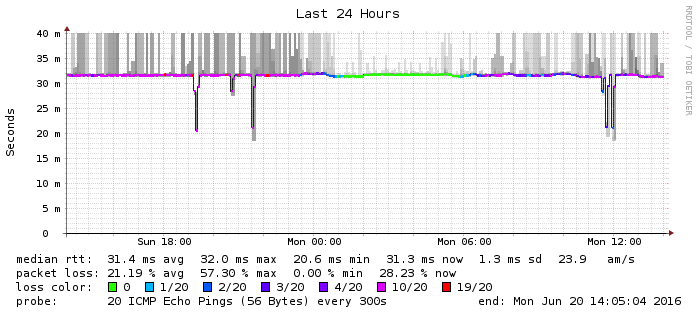 Last 24 Hours
RRDTOOL / TOBI OETIKER
Seconds
40 m
35 m
30 m
25 m
20 m
15 m
10 m
5 m
0
Sun 18:00 Mon 00:00 Mon 06:00 Mon 12:00
median rtt: 31.4 ms avg 32.0 ms max 20.6 ms min 31.3 ms now 1.3 ms sd 23.9 am/s
packet loss: 21.19 % avg 57.30 % max 0.00 % min 28.23 % now
loss color: 0 1/20 2/20 3/20 4/20 10/20 19/20
probe: 20 ICMP Echo Pings (56 Bytes) every 300s end: Mon Jun 20 14:05:04 2016